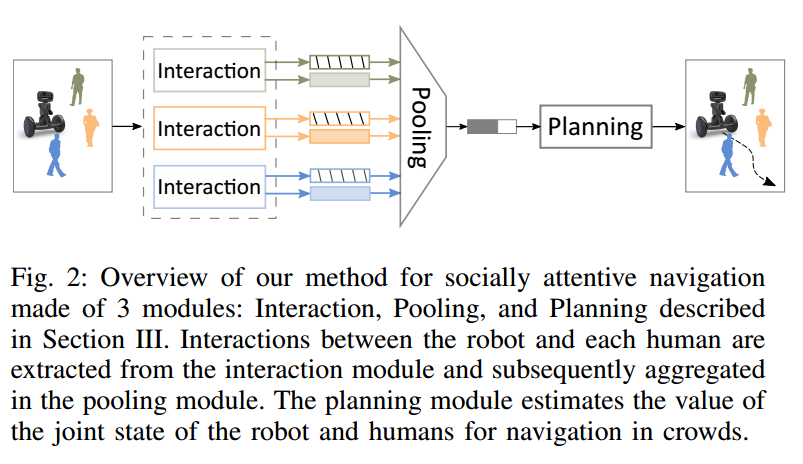 Interaction
Interaction
Interaction
Pooling
Planning
Fig. 2: Overview of our method for socially attentive navigation
made of 3 modules: Interaction, Pooling, and Planning described
in Section III. Interactions between the robot and each human are
extracted from the interaction module and subsequently aggregated
in the pooling module. The planning module estimates the value of
the joint state of the robot and humans for navigation in crowds.